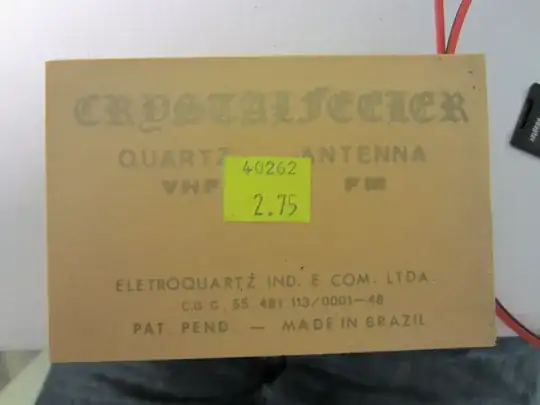 CRYSTALFEELER
QUARTZ ANTENNA
VHF FM
40262
2.75
ELETROQUARTZ IND. E COM. LTDA.
C.G.C. 55 481 113/0001-48
PAT PEND — MADE IN BRAZIL